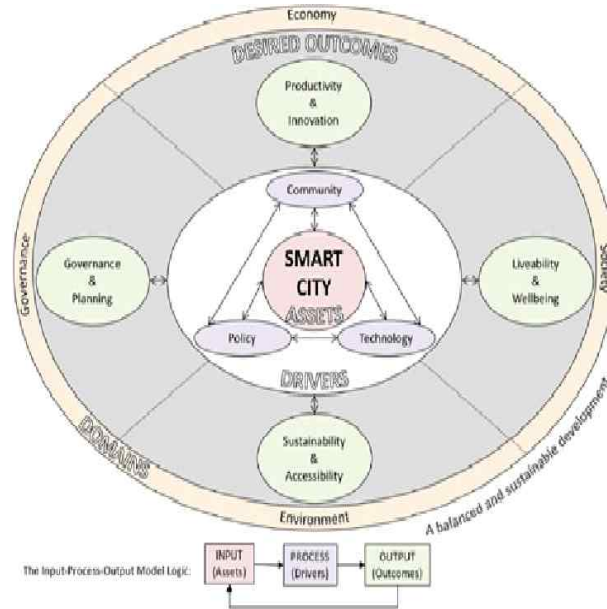 Economy
DESIRED OUTCOMES
Productivity
&
Innovation
Community
Governance
Governance
&
Planning
SMART
CITY
ASSETS
Liveability
&
Wellbeing
Society
Policy
Technology
DRIVERS
DOMAINS
Sustainability
&
Accessibility
A balanced and sustainable development
Environment
The Input-Process-Output Model Logic:
INPUT
(Assets)
PROCESS
(Drivers)
OUTPUT
(Outcomes)